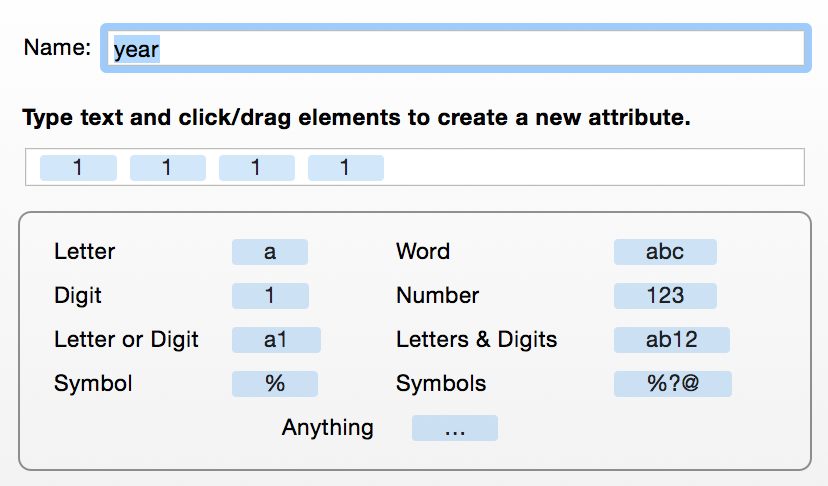 Name: year
Type text and click/drag elements to create a new attribute.
1 1 1 1
Letter a Word abc
Digit 1 Number 123
Letter or Digit a1 Letters & Digits ab12
Symbol % Symbols %?@
Anything ...